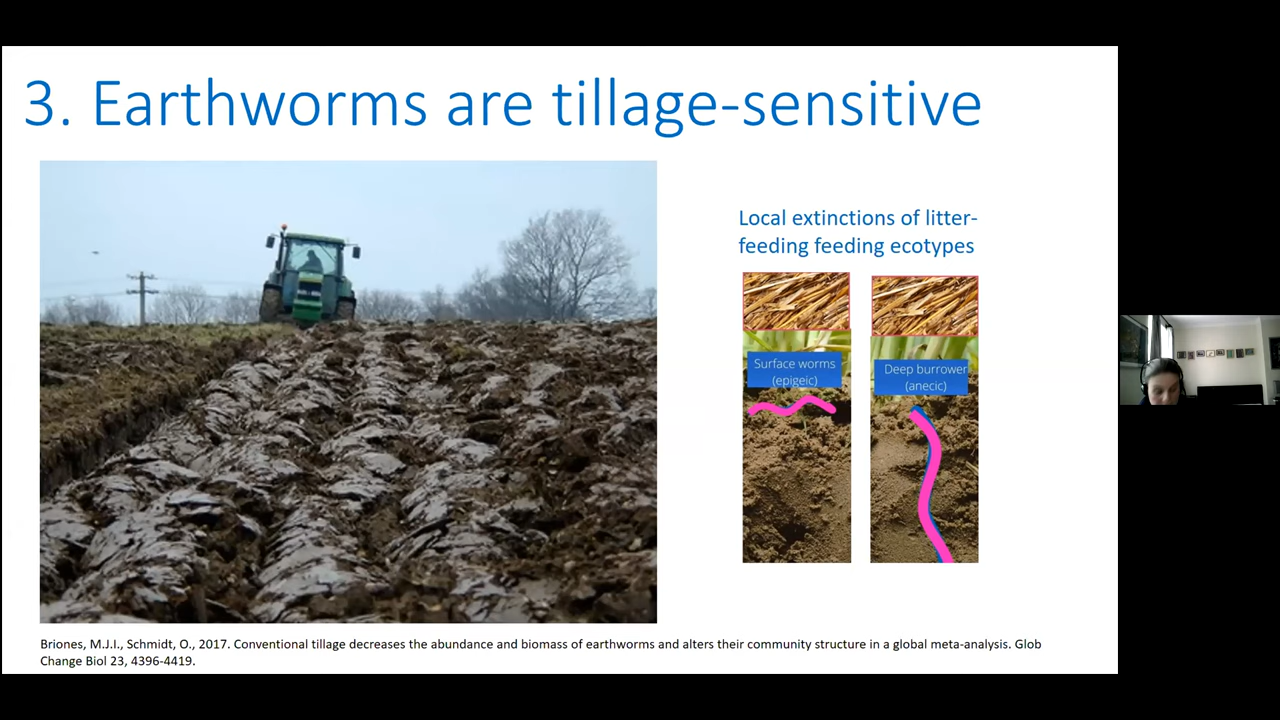 3. Earthworms are tillage-sensitive
Local extinctions of litter-
feeding feeding ecotypes
Surface worms
(epigeic)
Deep burrower
(anecic)
Briones, M.J.I., Schmidt, O., 2017. Conventional tillage decreases the abundance and biomass of earthworms and alters their community structure in a global meta-analysis. Glob
Change Biol 23, 4396-4419.